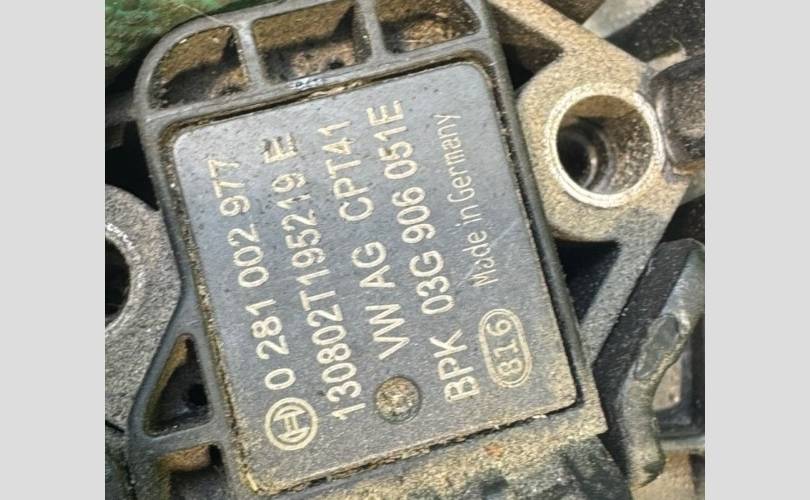 0 281 002 977
130802T195219 E
VW AG CPT41
BPK 03G 906 051E
816 Made in Germany